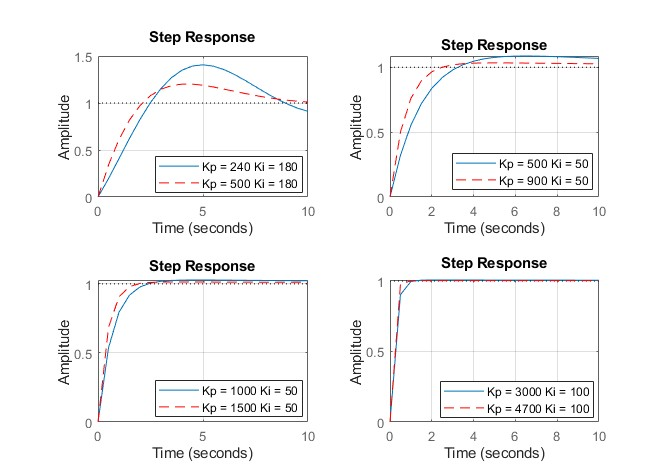 Step Response
1.5
1
0.5
0
Amplitude
Kp = 240 Ki = 180
Kp = 500 Ki = 180
0
5
10
Time (seconds)
Step Response
1
0.5
0
Amplitude
Kp = 500 Ki = 50
Kp = 900 Ki = 50
0
2
4
6
8
10
Time (seconds)
Step Response
1
0.5
0
Amplitude
Kp = 1000 Ki = 50
Kp = 1500 Ki = 50
0
5
10
Time (seconds)
Step Response
1
0.5
0
Amplitude
Kp = 3000 Ki = 100
Kp = 4700 Ki = 100
0
2
4
6
8
10
Time (seconds)